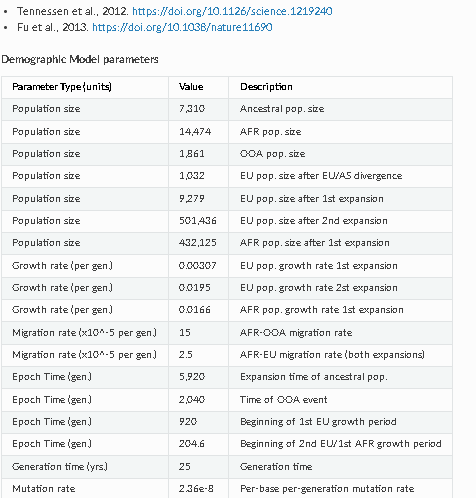 Tennessen et al., 2012. https://doi.org/10.1126/science.1219240
Fu et al., 2013. https://doi.org/10.1038/nature11690
Demographic Model parameters
Parameter Type (units) Value Description
Population size 7,310 Ancestral pop. size
Population size 14,474 AFR pop. size
Population size 1,861 OOA pop. size
Population size 1,032 EU pop. size after EU/AS divergence
Population size 9,279 EU pop. size after 1st expansion
Population size 501,436 EU pop. size after 2nd expansion
Population size 432,125 AFR pop. size after 1st expansion
Growth rate (per gen.) 0.00307 EU pop. growth rate 1st expansion
Growth rate (per gen.) 0.0195 EU pop. growth rate 2st expansion
Growth rate (per gen.) 0.0166 AFR pop. growth rate 1st expansion
Migration rate (x10^-5 per gen.) 15 AFR-OOA migration rate
Migration rate (x10^-5 per gen.) 2.5 AFR-EU migration rate (both expansions)
Epoch Time (gen.) 5,920 Expansion time of ancestral pop.
Epoch Time (gen.) 2,040 Time of OOA event
Epoch Time (gen.) 920 Beginning of 1st EU growth period
Epoch Time (gen.) 204.6 Beginning of 2nd EU/1st AFR growth period
Generation time (yrs.) 25 Generation time
Mutation rate 2.36e-8 Per-base per-generation mutation rate